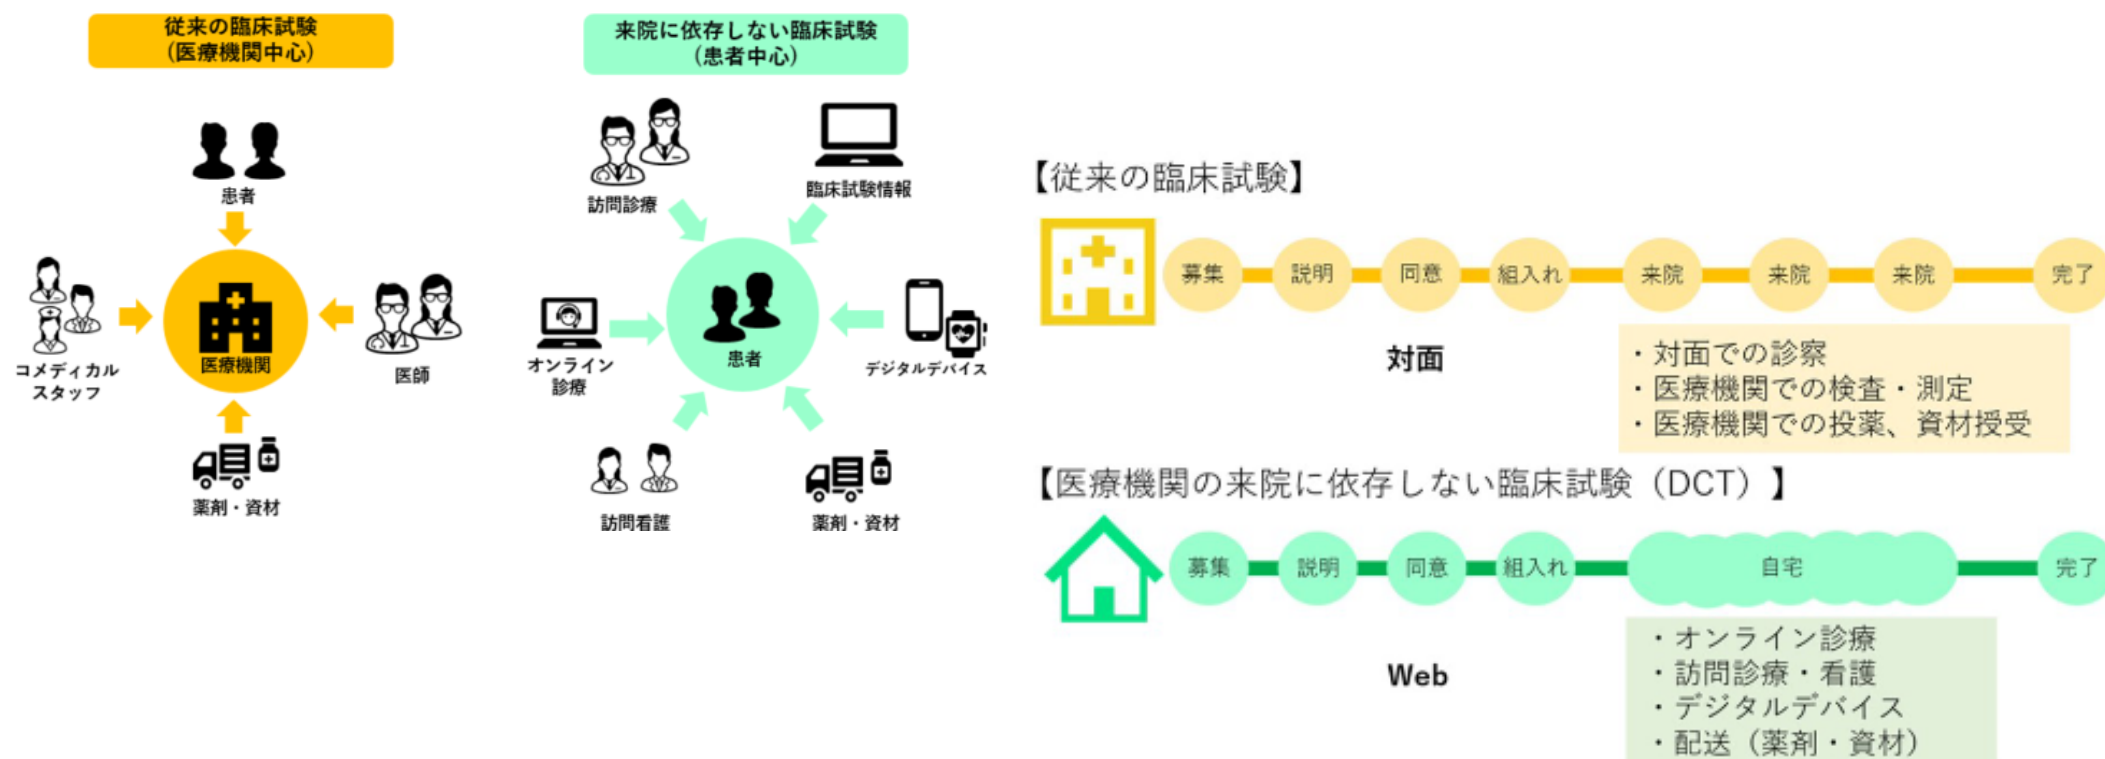 従来の臨床試験
(医療機関中心)
患者
コメディカル
スタッフ
医療機関
医師
薬剤・資材
来院に依存しない臨床試験
(患者中心)
訪問診療
臨床試験情報
オンライン
診療
患者
デジタルデバイス
訪問看護
薬剤・資材
【従来の臨床試験】
募集 説明 同意 組入れ 来院 来院 来院 完了
対面
・対面での診察
・医療機関での検査・測定
・医療機関での投薬、資材授受
【医療機関の来院に依存しない臨床試験（DCT）】
募集 説明 同意 組入れ 自宅 完了
Web
・オンライン診療
・訪問診療・看護
・デジタルデバイス
・配送（薬剤・資材）